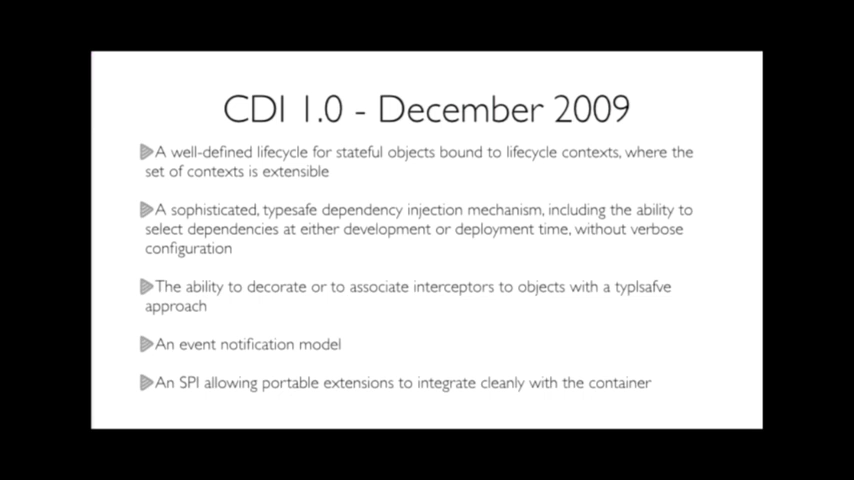 CDI 1.0 - December 2009
A well-defined lifecycle for stateful objects bound to lifecycle contexts, where the
set of contexts is extensible
A sophisticated, typesafe dependency injection mechanism, including the ability to
select dependencies at either development or deployment time, without verbose
configuration
The ability to decorate or to associate interceptors to objects with a typlsafve
approach
An event notification model
An SPI allowing portable extensions to integrate cleanly with the container